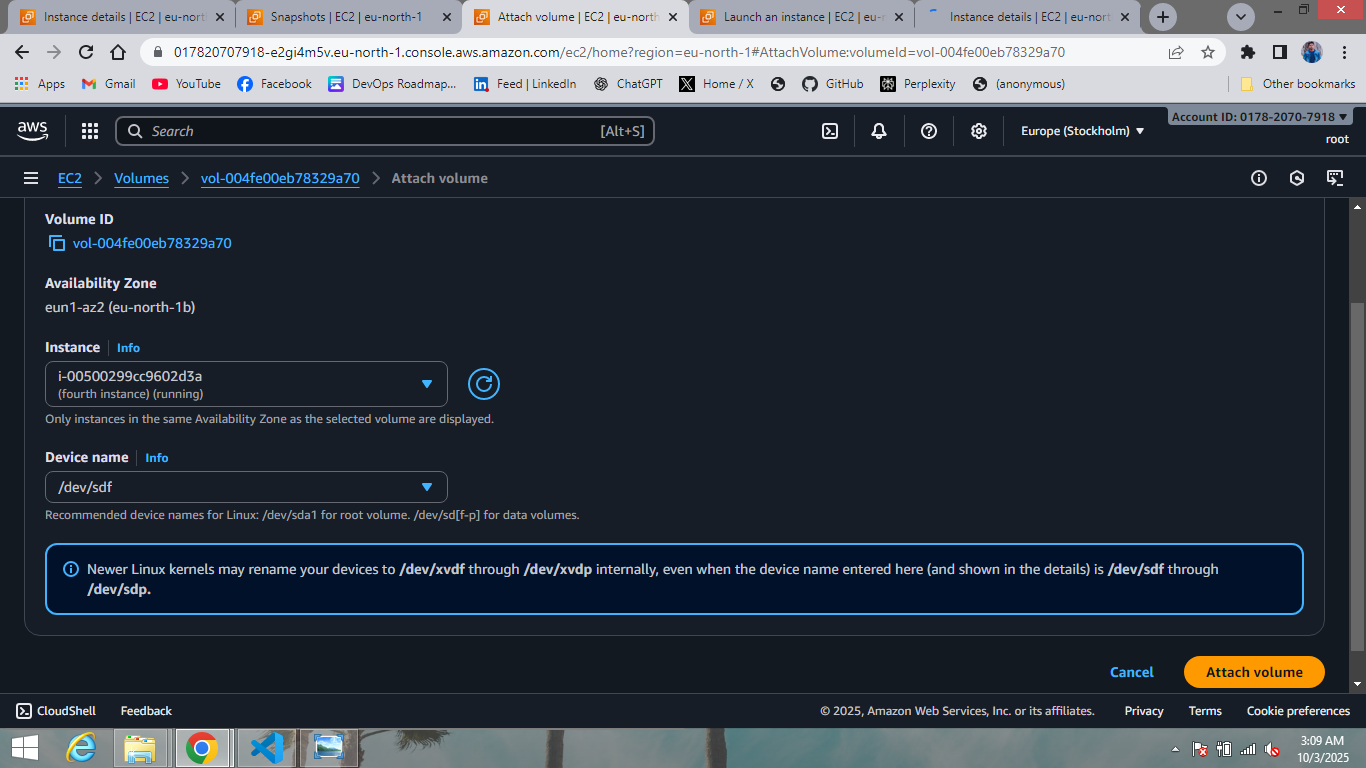 Instance details | EC2 | eu-nort
Snapshots | EC2 | eu-north-1
Attach volume | EC2 | eu-north
Launch an instance | EC2 | eu-n
Instance details | EC2 | eu-nort
017820707918-e2gi4m5v.eu-north-1.console.aws.amazon.com/ec2/home?region=eu-north-1#AttachVolume:volumeId=vol-004fe00eb78329a70
Apps
Gmail
YouTube
Facebook
DevOps Roadmap...
Feed | LinkedIn
ChatGPT
Home / X
GitHub
Perplexity
(anonymous)
Other bookmarks
aws
Search
[Alt+S]
Europe (Stockholm)
Account ID: 0178-2070-7918
root
EC2
Volumes
vol-004fe00eb78329a70
Attach volume
Volume ID
vol-004fe00eb78329a70
Availability Zone
eun1-az2 (eu-north-1b)
Instance
Info
i-00500299cc9602d3a
(fourth instance) (running)
Only instances in the same Availability Zone as the selected volume are displayed.
Device name
Info
/dev/sdf
Recommended device names for Linux: /dev/sda1 for root volume. /dev/sd[f-p] for data volumes.
Newer Linux kernels may rename your devices to /dev/xvdf through /dev/xvdp internally, even when the device name entered here (and shown in the details) is /dev/sdf through
/dev/sdp.
Cancel
Attach volume
CloudShell
Feedback
© 2025, Amazon Web Services, Inc. or its affiliates.
Privacy
Terms
Cookie preferences
3:09 AM
10/3/2025